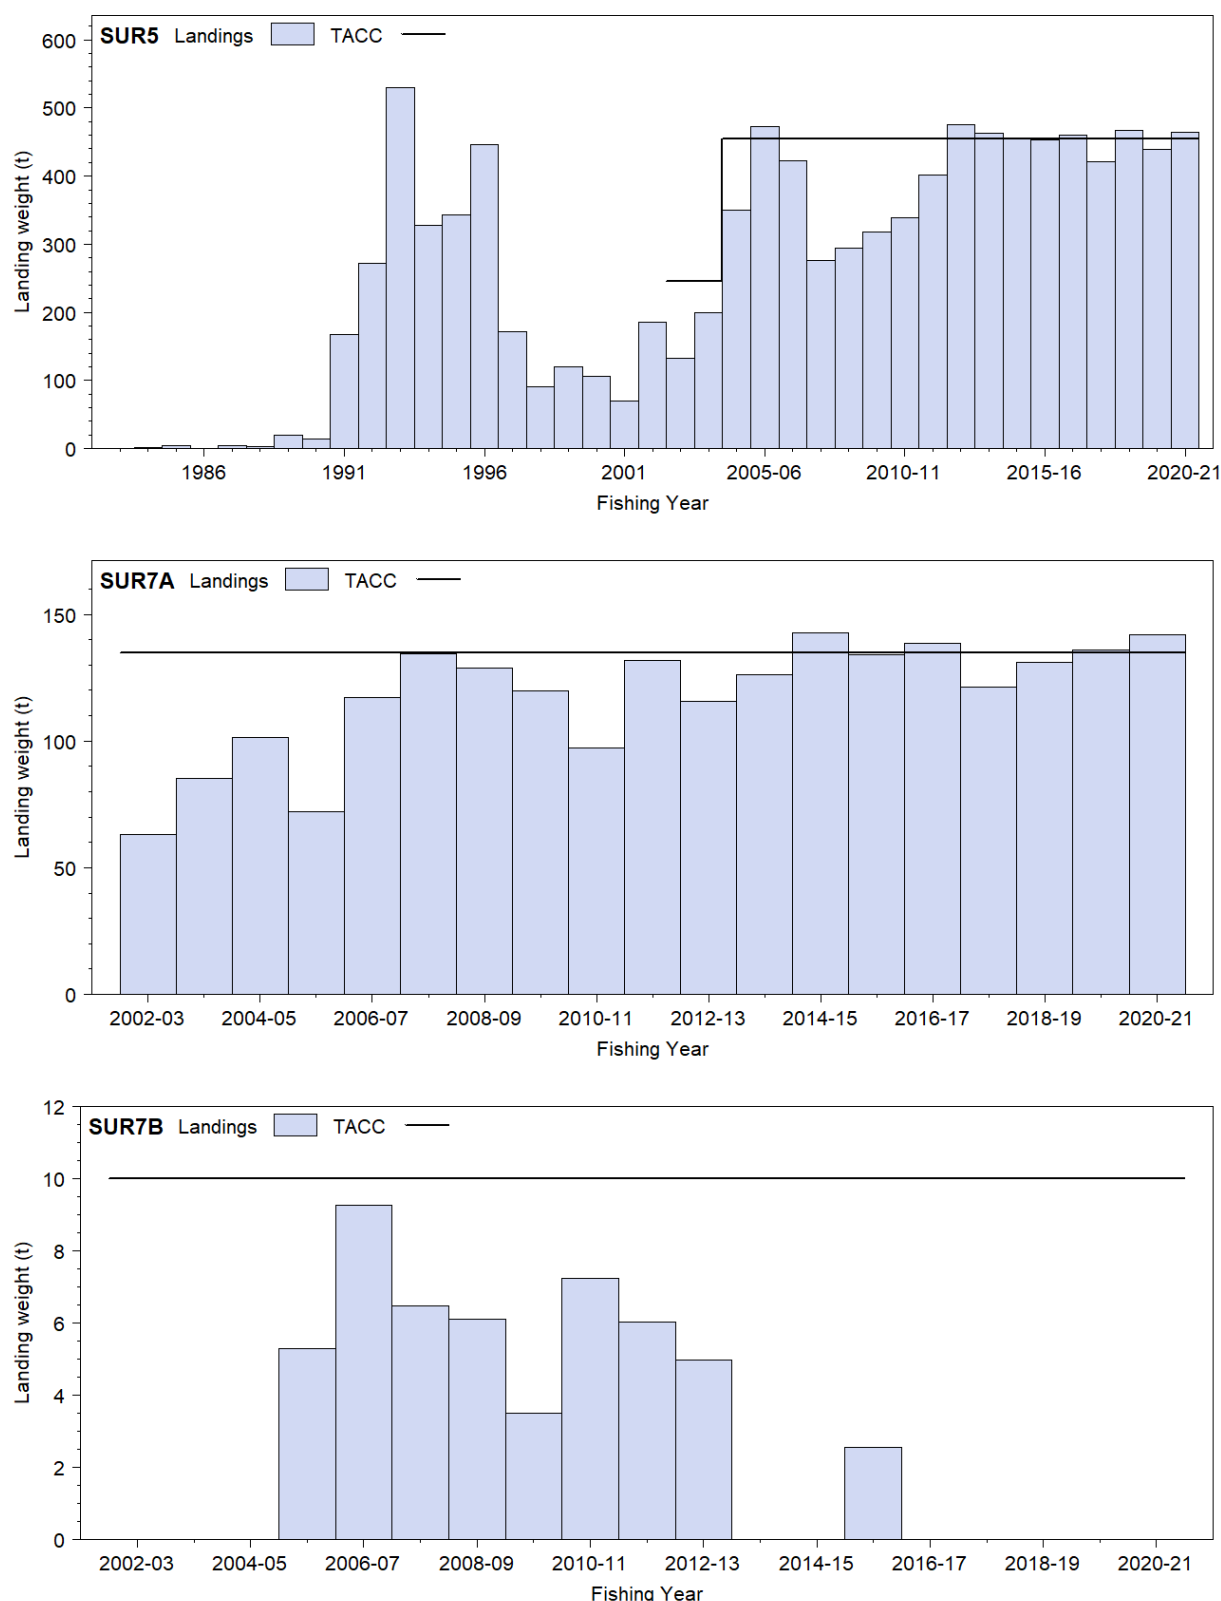 SUR5 Landings TACC
600
500
400
300
200
100
0
Landing weight (t)
1986 1991 1996 2001 2005-06 2010-11 2015-16 2020-21
Fishing Year
SUR7A Landings TACC
150
100
50
0
Landing weight (t)
2002-03 2004-05 2006-07 2008-09 2010-11 2012-13 2014-15 2016-17 2018-19 2020-21
Fishing Year
12
SUR7B Landings TACC
10
8
6
4
2
0
Landing weight (t)
2002-03 2004-05 2006-07 2008-09 2010-11 2012-13 2014-15 2016-17 2018-19 2020-21
Fishing Year